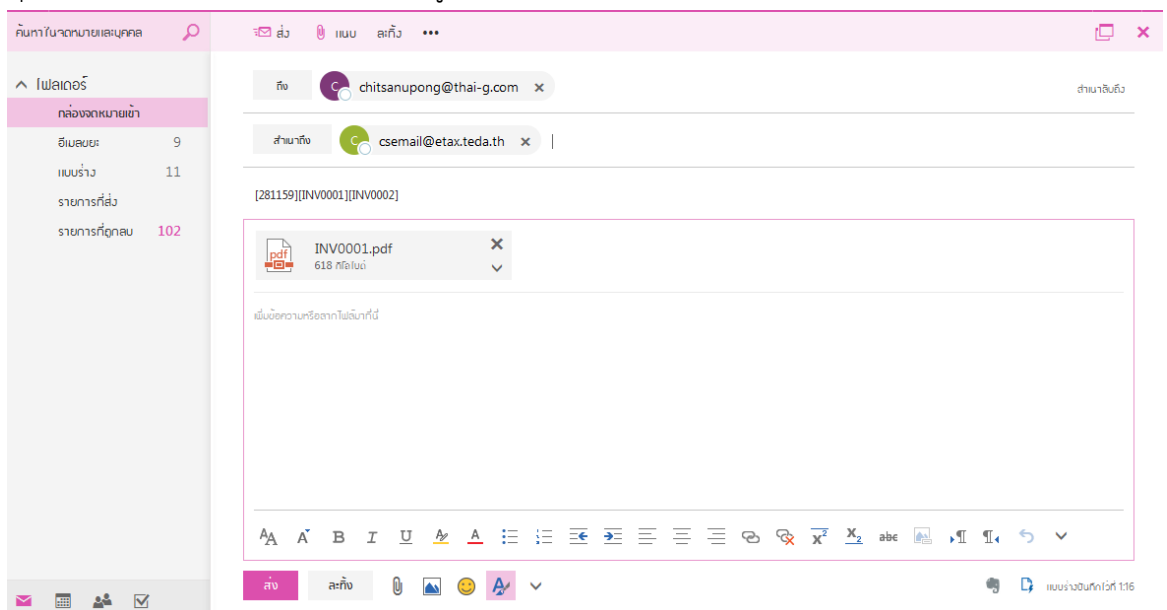 ค้นหาในจดหมายและบุคคล
ส่ง แนบ ละทิ้ง •••
โฟลเดอร์
กล่องจดหมายเข้า
อีเมลขยะ 9
แบบร่าง 11
รายการที่ส่ง
รายการที่ถูกลบ 102
ถึง C chitsanupong@thai-g.com ×
สำเนาลับถึง
สำเนาถึง C csemail@etax.teda.th ×
[281159][INV0001][INV0002]
pdf INV0001.pdf
618 กิโลไบต์
เพิ่มข้อความหรือลากไฟล์มาที่นี่
AA A B I U A A x² X₂ abc ¶ ¶
ส่ง ละทิ้ง
แบบร่างบันทึกไว้ที่ 1:16